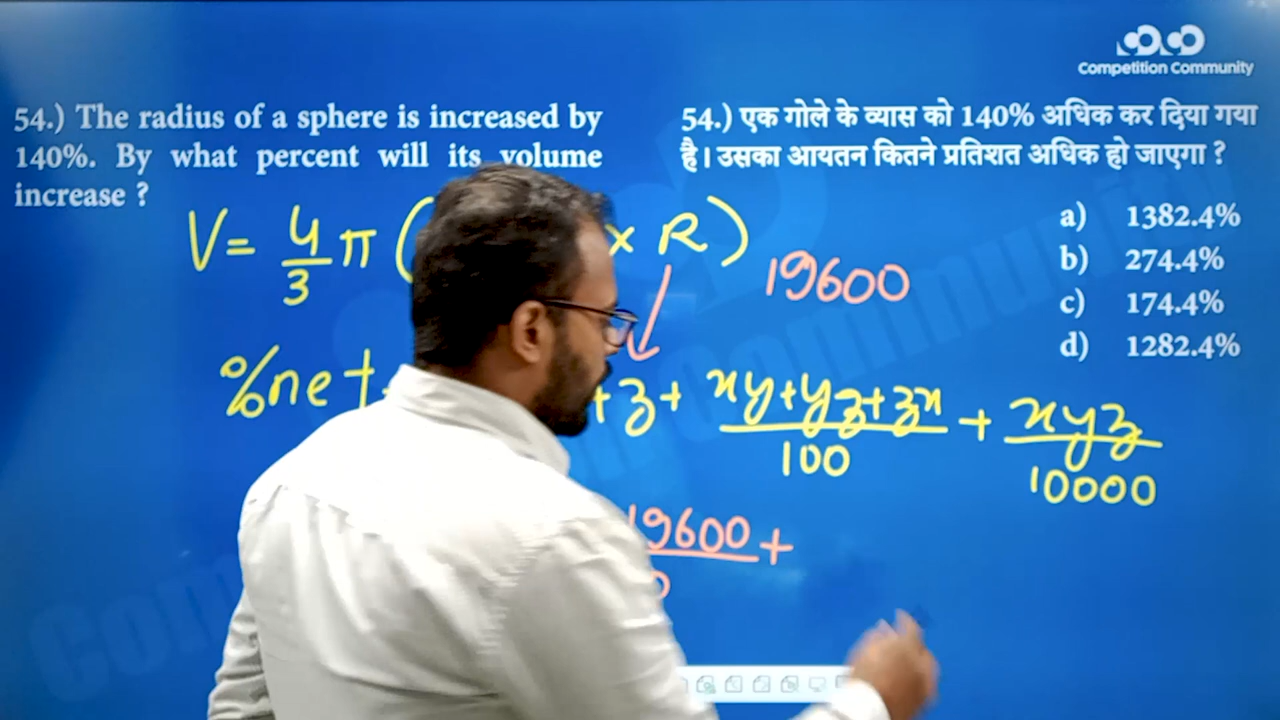 Competition Community
54.) The radius of a sphere is increased by
140%. By what percent will its volume
increase ?
54.) एक गोले के व्यास को 140% अधिक कर दिया गया
है। उसका आयतन कितने प्रतिशत अधिक हो जाएगा ?
a) 1382.4%
b) 274.4%
c) 174.4%
d) 1282.4%
V = 4/3 π ( × R )
19600
%net
+ z + xy+yz+zx/100 + xyz/10000
19600 +